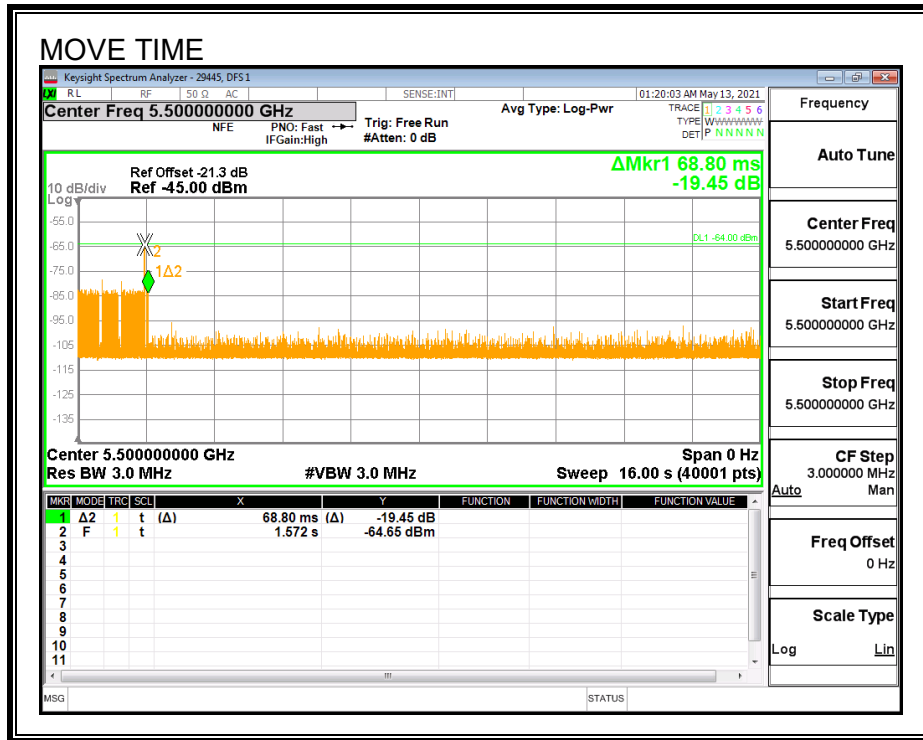 MOVE TIME
Keysight Spectrum Analyzer - 29445, DFS 1
LXI RL RF 50 Ω AC SENSE:INT 01:20:03 AM May 13, 2021
Center Freq 5.500000000 GHz
NFE
PNO: Fast
IFGain:High
Trig: Free Run
#Atten: 0 dB
Avg Type: Log-Pwr
TRACE 1 2 3 4 5 6
TYPE WWWWWW
DET P N N N N N
Frequency
Auto Tune
Center Freq
5.500000000 GHz
Start Freq
5.500000000 GHz
Stop Freq
5.500000000 GHz
CF Step
3.000000 MHz
Auto Man
Freq Offset
0 Hz
Scale Type
Log Lin
ΔMkr1 68.80 ms
-19.45 dB
Ref Offset -21.3 dB
10 dB/div Ref -45.00 dBm
Log
-55.0
-65.0
-75.0
-85.0
-95.0
-105
-115
-125
-135
DL1 -64.00 dBm
2
1Δ2
Center 5.500000000 GHz Span 0 Hz
Res BW 3.0 MHz #VBW 3.0 MHz Sweep 16.00 s (40001 pts)
MKR MODE TRC SCL X Y FUNCTION FUNCTION WIDTH FUNCTION VALUE
1 Δ2 1 t (Δ) 68.80 ms (Δ) -19.45 dB
2 F 1 t 1.572 s -64.65 dBm
3
4
5
6
7
8
9
10
11
MSG STATUS